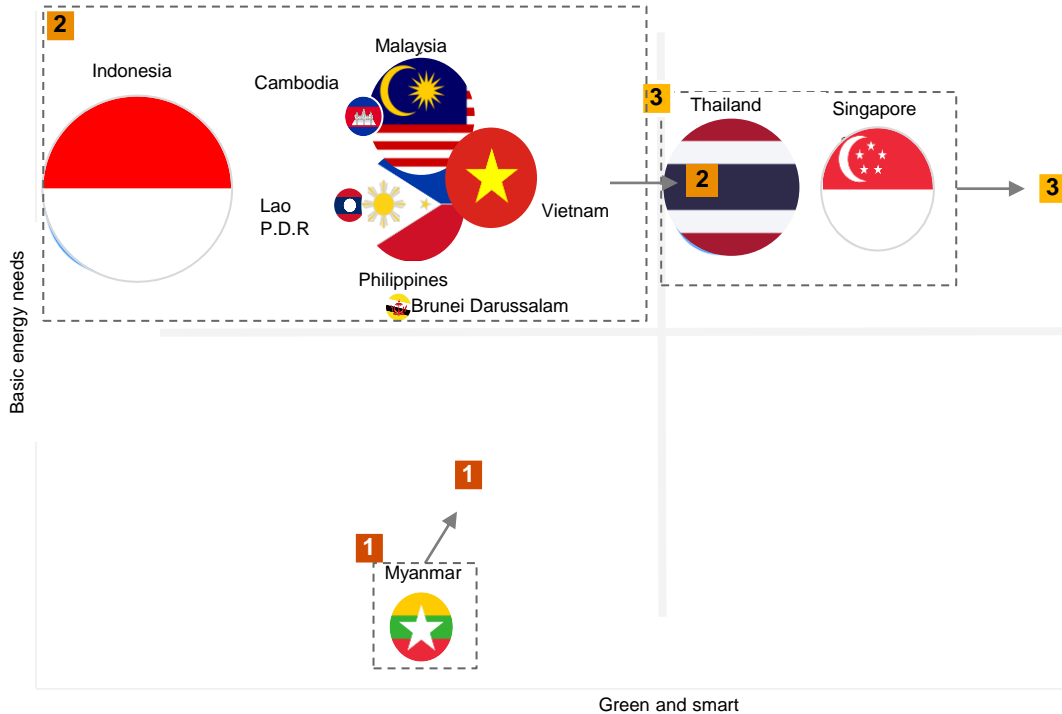 2
Malaysia
Indonesia
Cambodia
3
Thailand
Singapore
2
3
Lao
P.D.R
Vietnam
Philippines
Brunei Darussalam
Basic energy needs
1
1
Myanmar
Green and smart